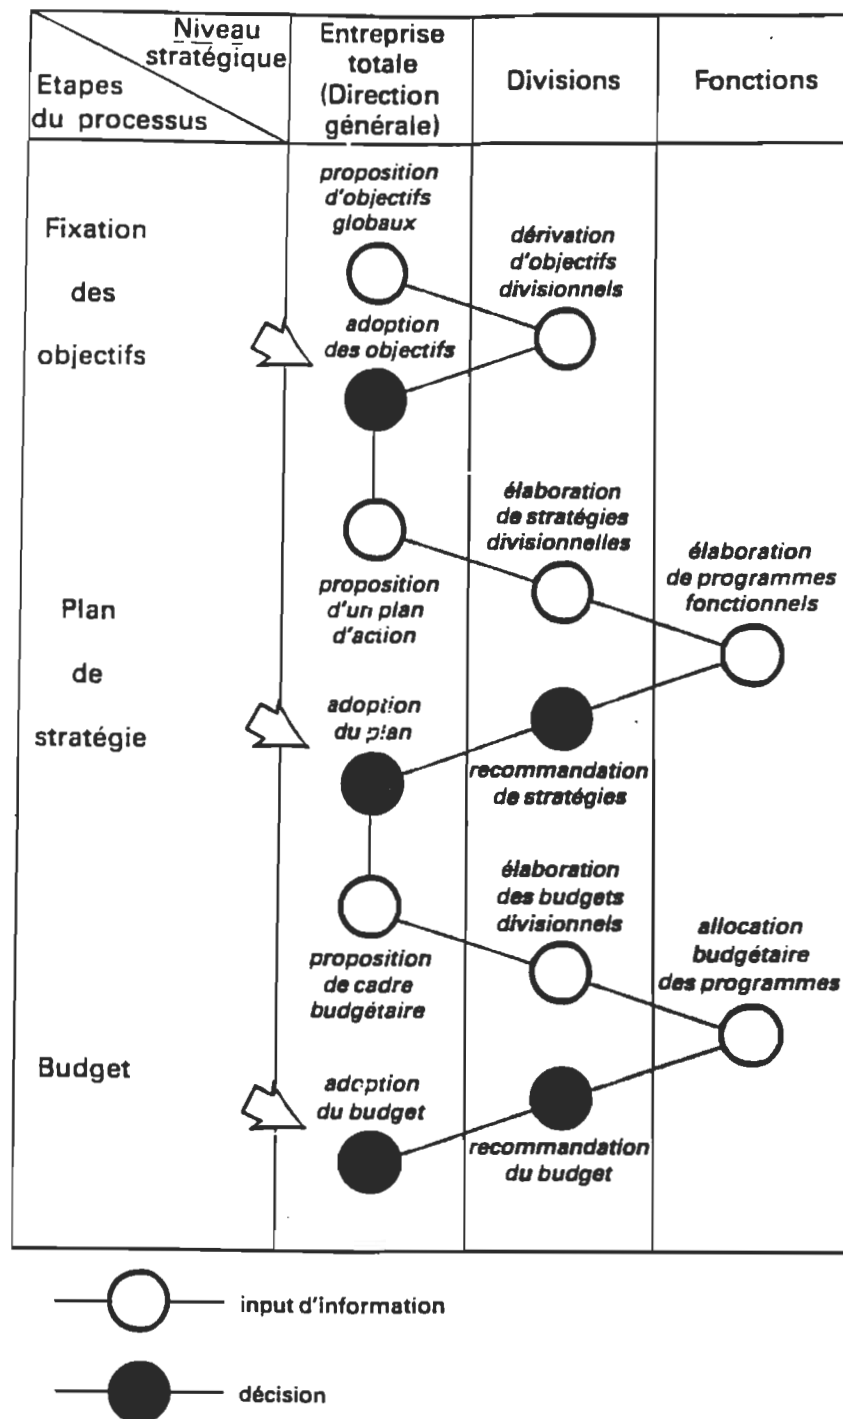 Niveau
stratégique
Etapes
du processus
Entreprise
totale
(Direction
générale)
Divisions
Fonctions
Fixation
des
objectifs
proposition
d'objectifs
globaux
dérivation
d'objectifs
divisionnels
adoption
des objectifs
Plan
de
stratégie
proposition
d'un plan
d'action
élaboration
de stratégies
divisionnelles
élaboration
de programmes
fonctionnels
adoption
du plan
recommandation
de stratégies
Budget
proposition
de cadre
budgétaire
élaboration
des budgets
divisionnels
allocation
budgétaire
des programmes
adoption
du budget
recommandation
du budget
input d'information
décision